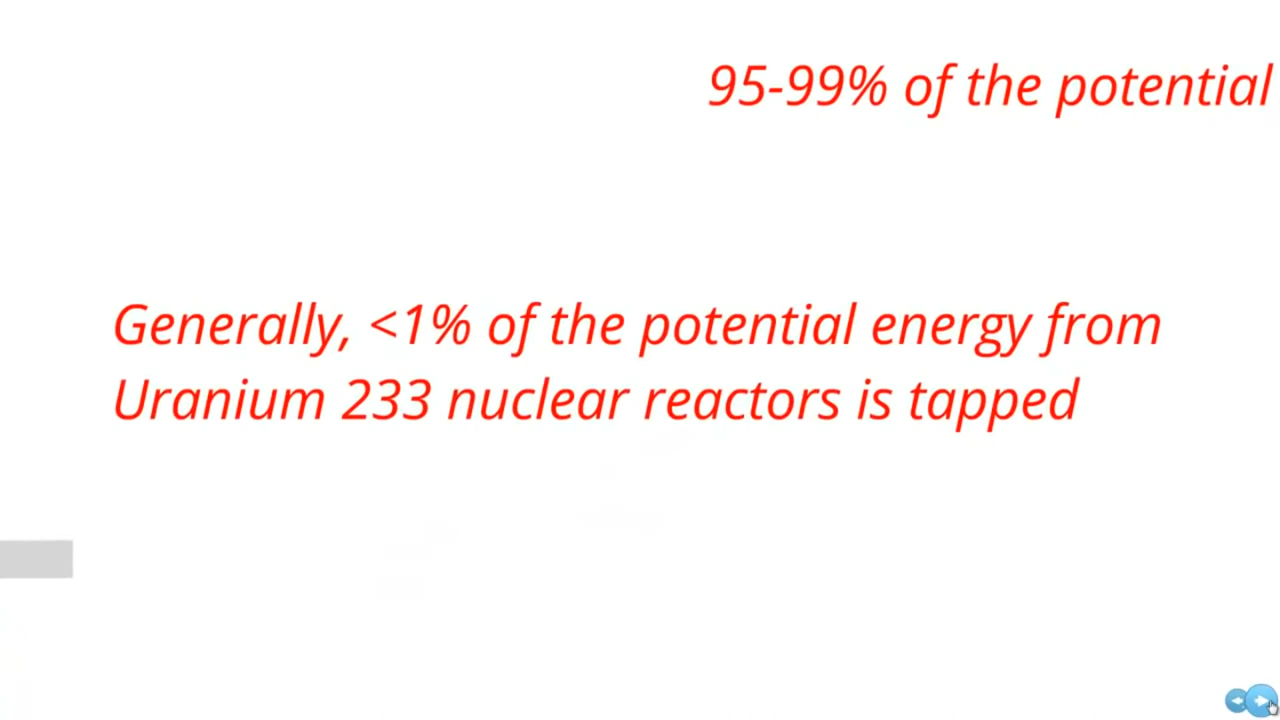 95-99% of the potential
Generally, <1% of the potential energy from
Uranium 233 nuclear reactors is tapped